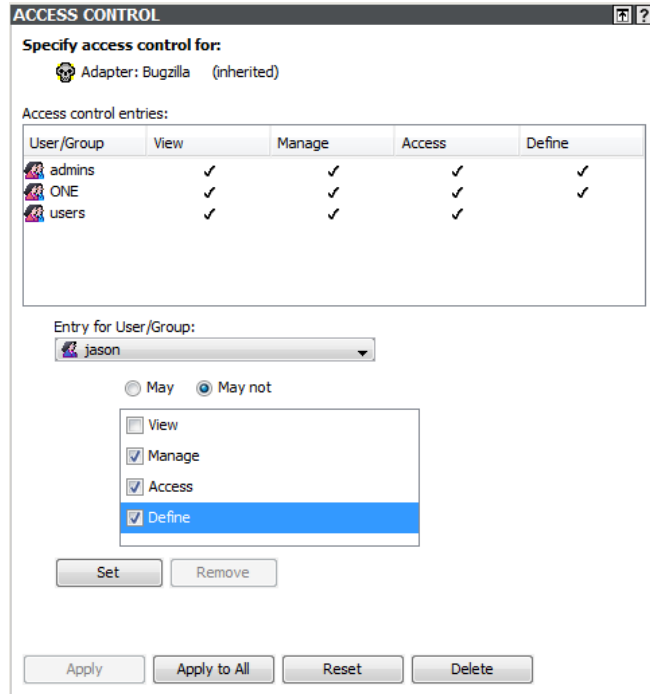 ACCESS CONTROL ?
Specify access control for:
Adapter: Bugzilla (inherited)
Access control entries:
User/Group View Manage Access Define
admins ✓ ✓ ✓ ✓
ONE ✓ ✓ ✓ ✓
users ✓ ✓ ✓
Entry for User/Group:
jason
May May not
View
Manage
Access
Define
Set Remove
Apply Apply to All Reset Delete